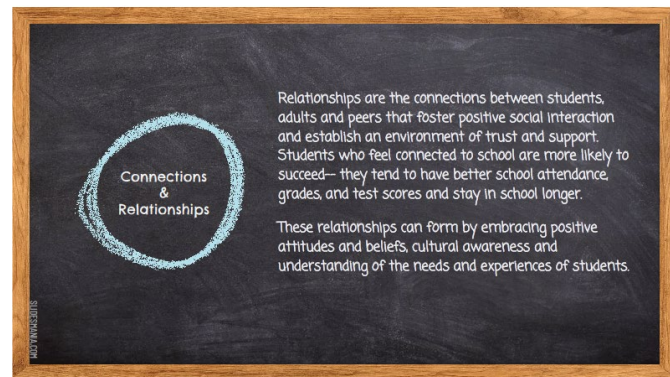 Connections
&
Relationships
Relationships are the connections between students,
adults and peers that foster positive social interaction
and establish an environment of trust and support.
Students who feel connected to school are more likely to
succeed-- they tend to have better school attendance,
grades, and test scores and stay in school longer.
These relationships can form by embracing positive
attitudes and beliefs, cultural awareness and
understanding of the needs and experiences of students.
SLIDESMANIA.COM